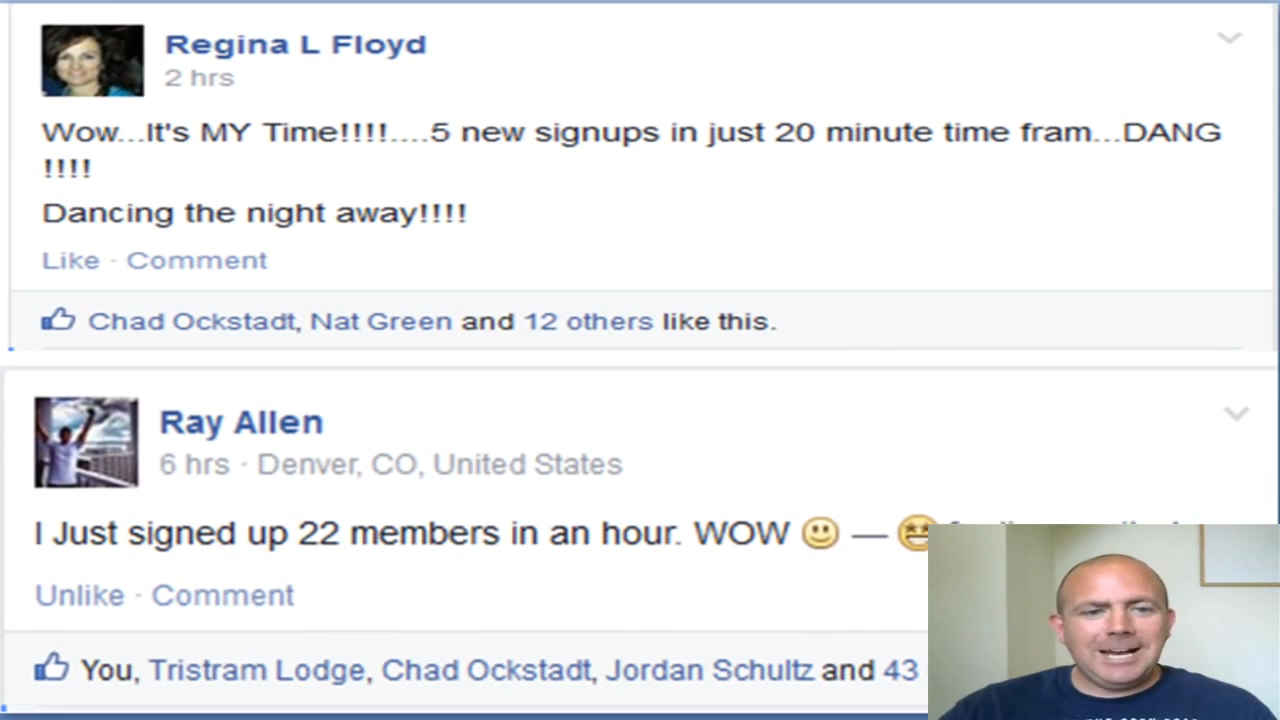 Regina L Floyd
2 hrs
Wow...It's MY Time!!!!....5 new signups in just 20 minute time fram...DANG
!!!!
Dancing the night away!!!!
Like · Comment
Chad Ockstadt, Nat Green and 12 others like this.
Ray Allen
6 hrs · Denver, CO, United States
I Just signed up 22 members in an hour. WOW 🙂 — 😆
Unlike · Comment
You, Tristram Lodge, Chad Ockstadt, Jordan Schultz and 43